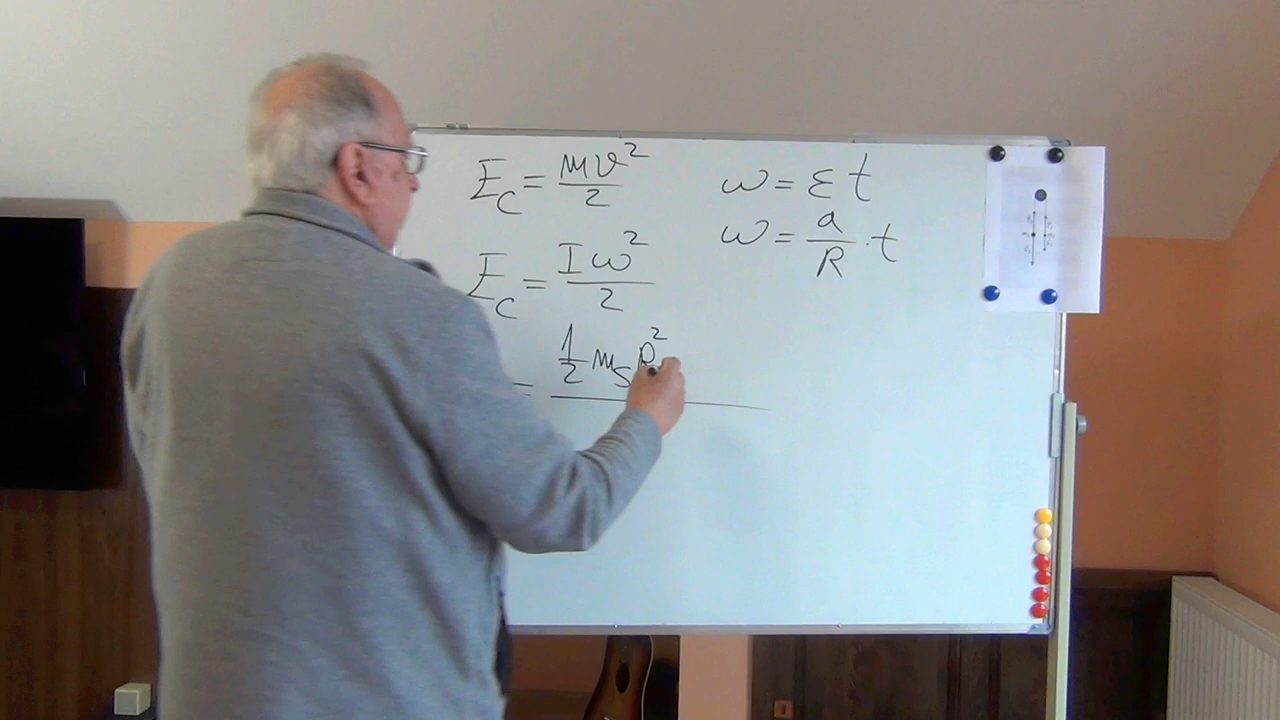 E_C = mv²/2
ω = εt
ω = a/R · t
E_C = Iω²/2
= ½ m_S R²